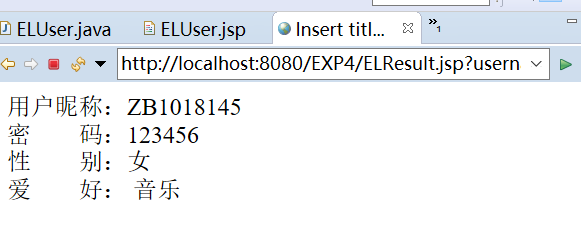 ELUser.java ELUser.jsp Insert titl... »1
http://localhost:8080/EXP4/ELResult.jsp?usern
用户昵称：ZB1018145
密 码：123456
性 别：女
爱 好： 音乐